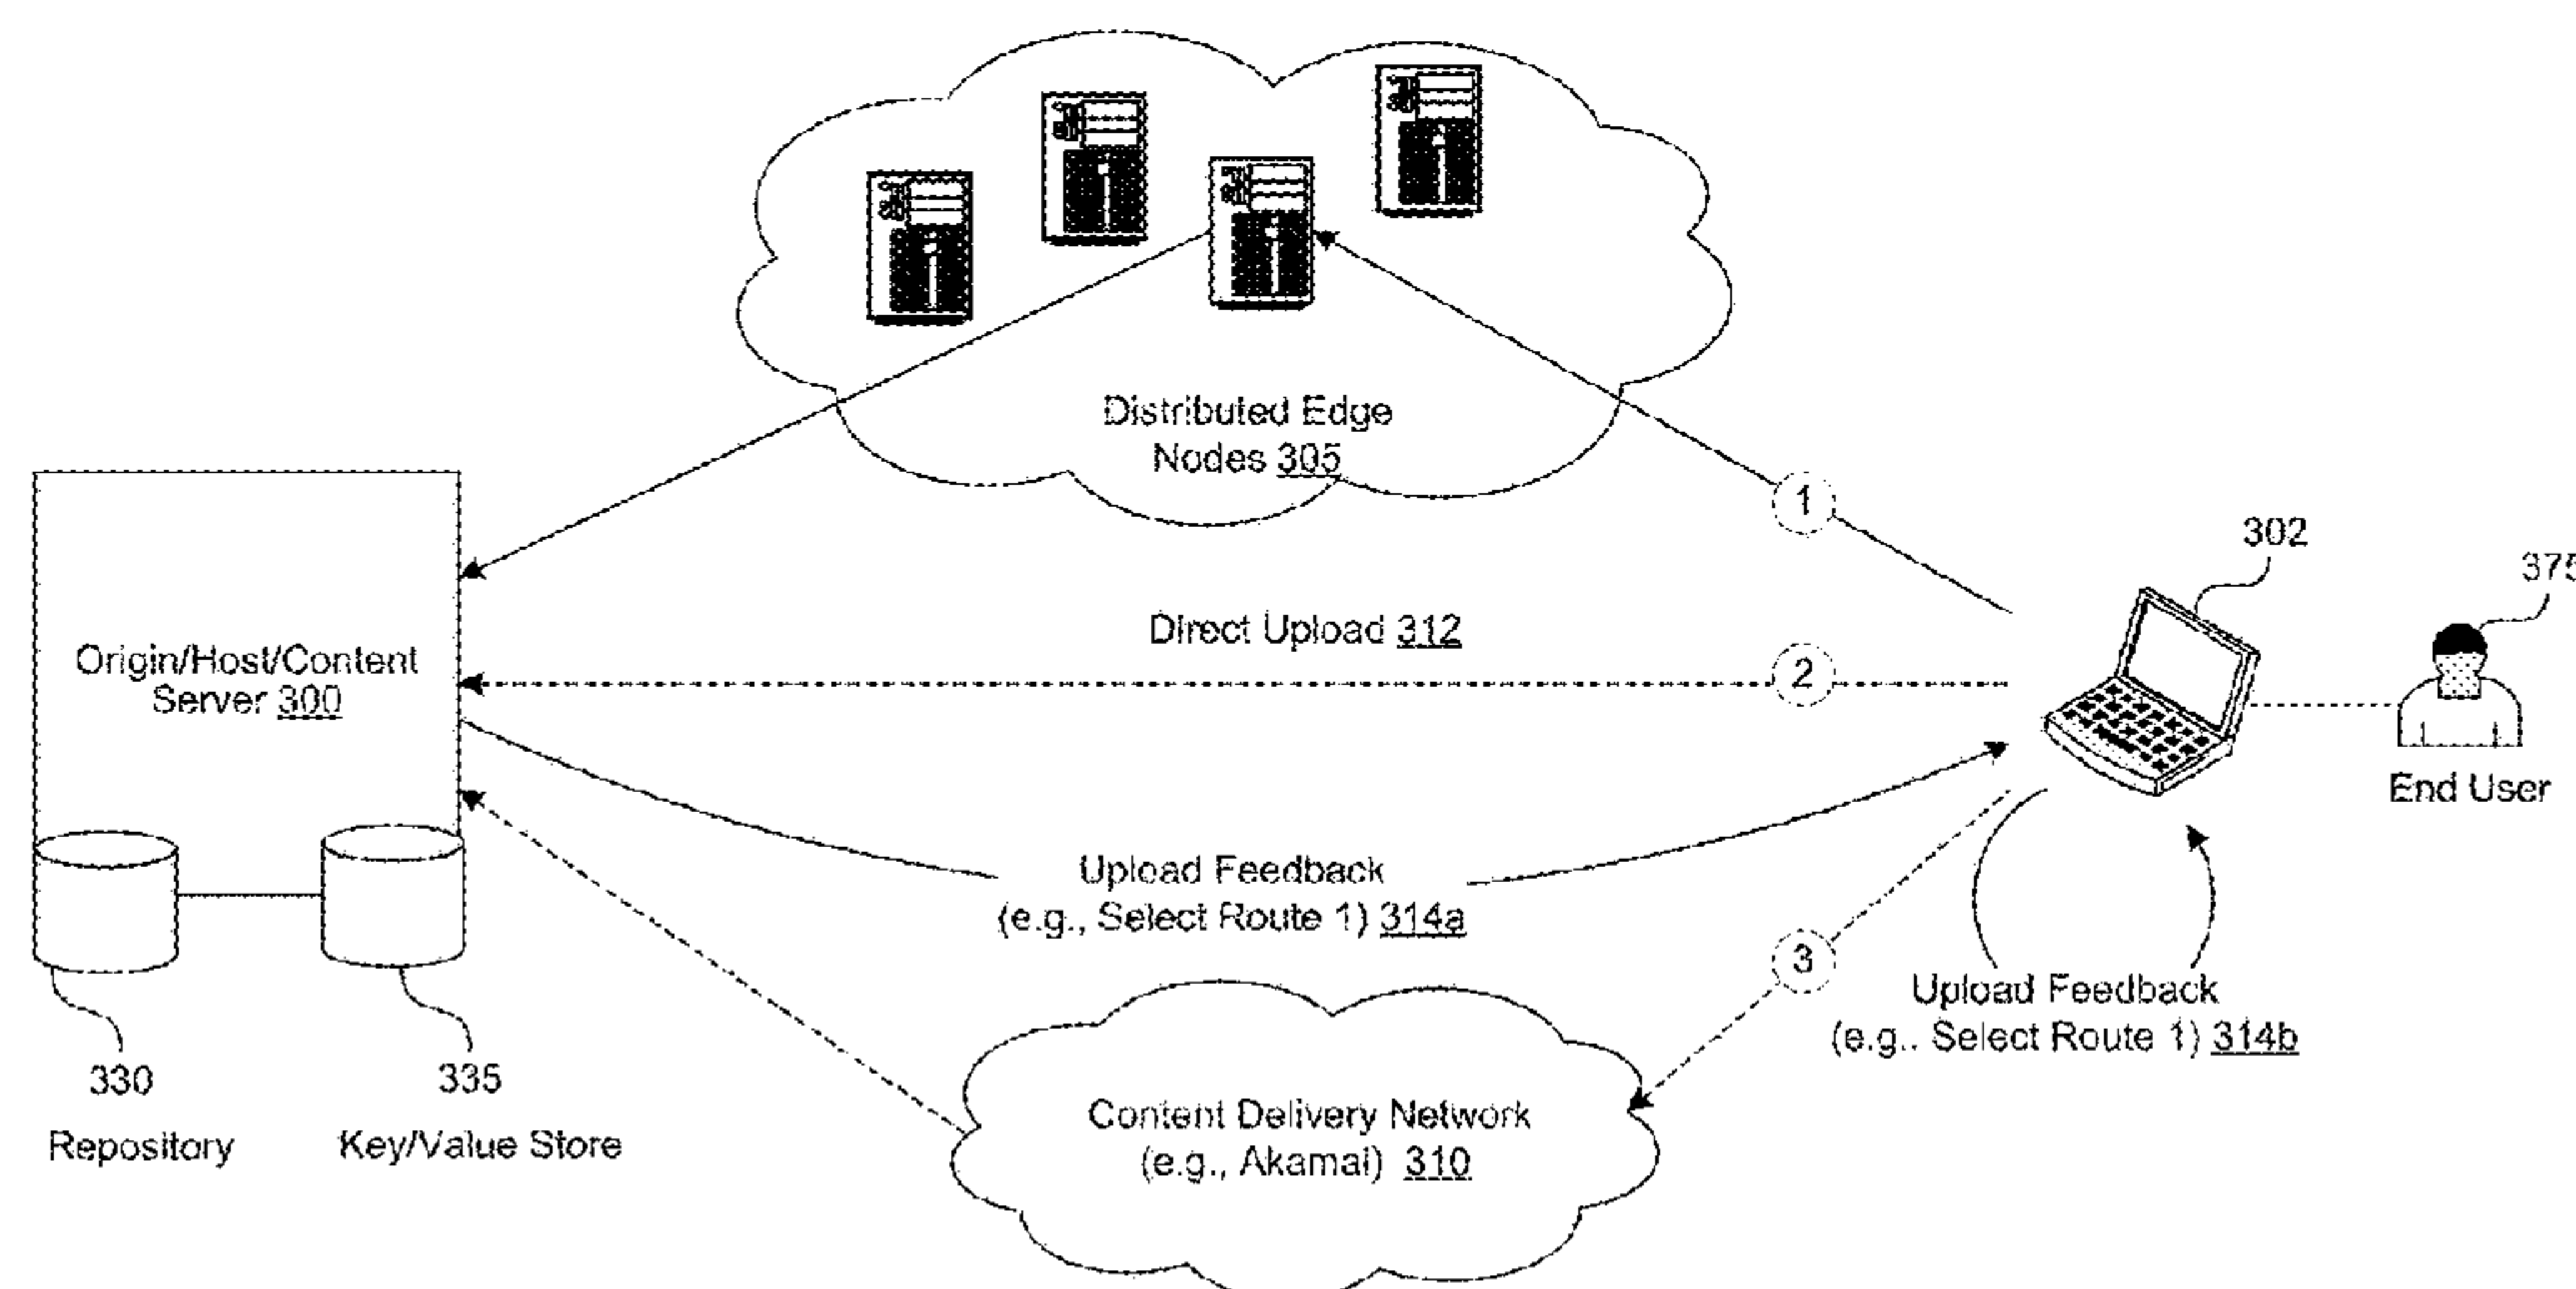 Distributed Edge
Nodes 305
1
302
375
Direct Upload 312
Origin/Host/Content
Server 300
2
End User
Upload Feedback
(e.g., Select Route 1) 314a
3
Upload Feedback
(e.g.. Select Route 1) 314b
330
335
Repository
Key/Value Store
Content Delivery Network
(e.g., Akamai) 310